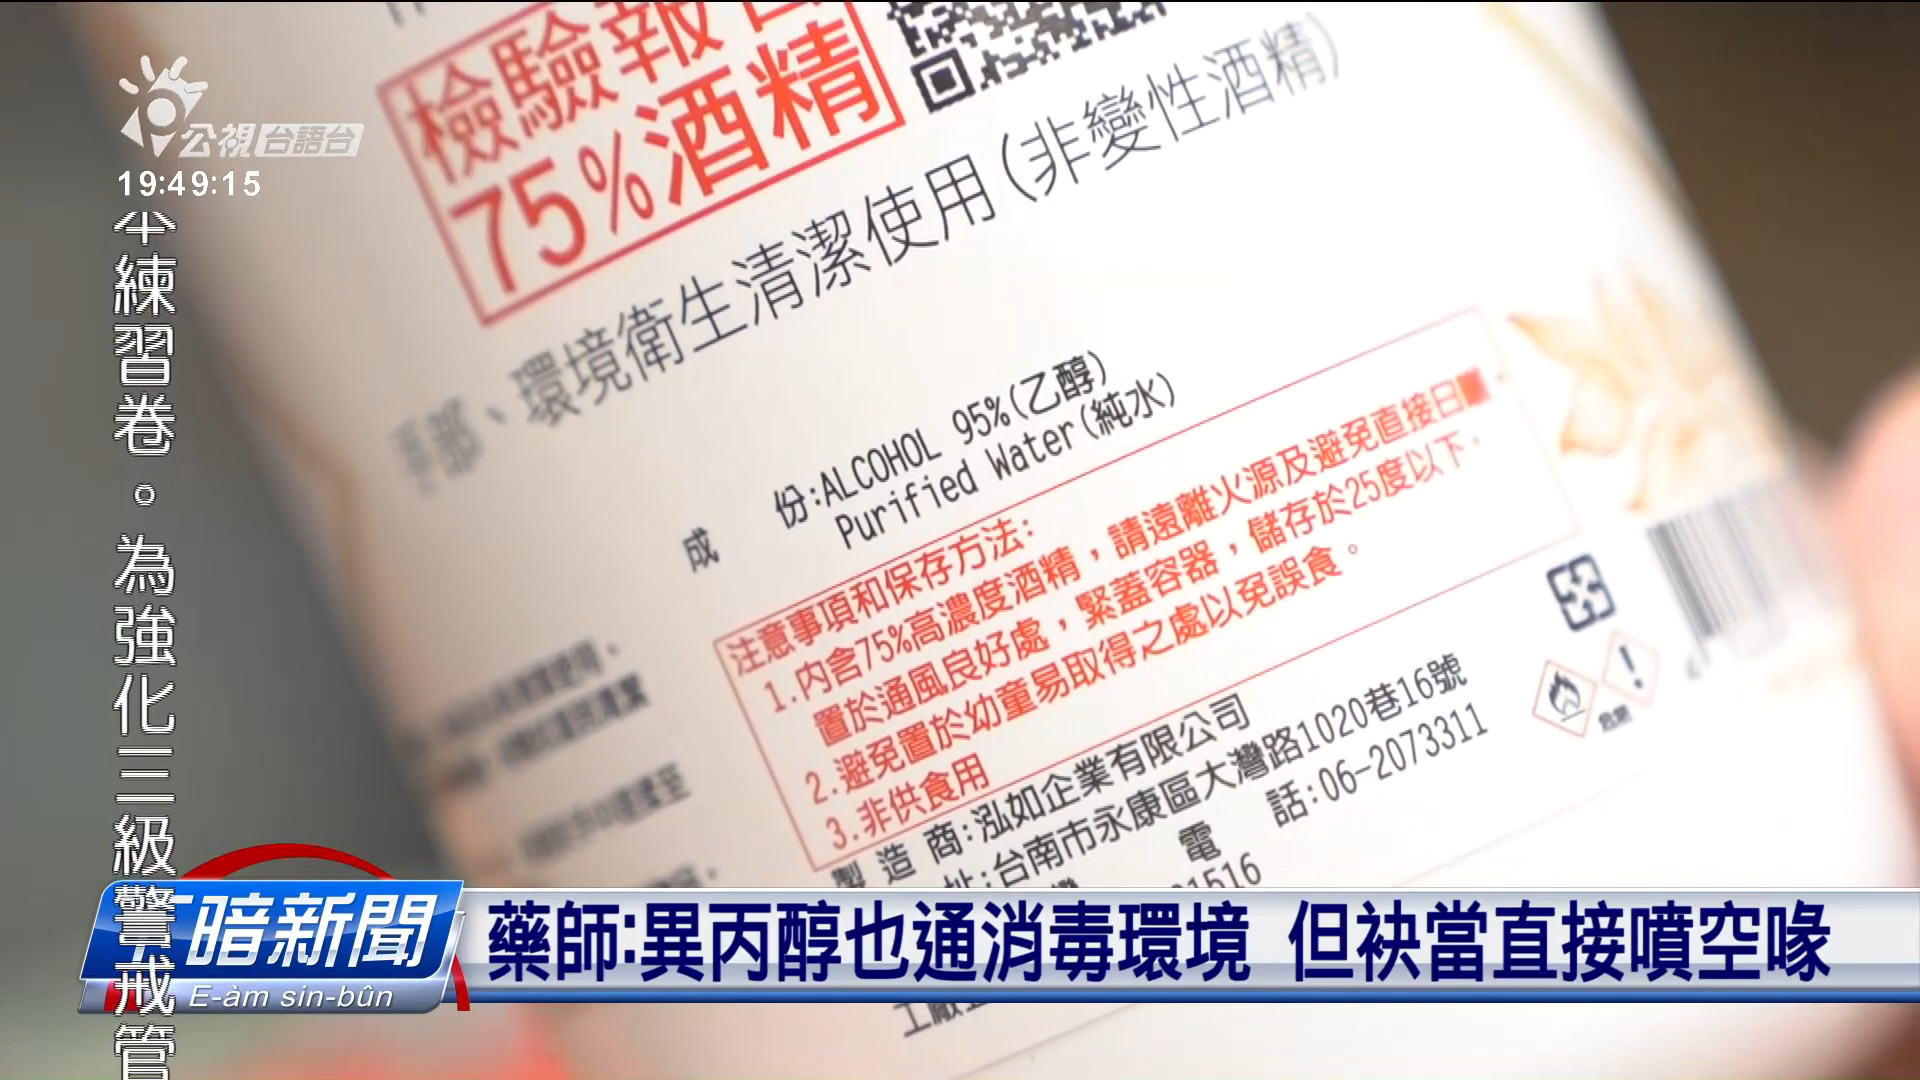 檢驗報告
75%酒精
手部、環境衛生清潔使用(非變性酒精)
成 份:ALCOHOL 95%(乙醇)
Purified Water(純水)
注意事項和保存方法:
1.內含75%高濃度酒精，請遠離火源及避免直接日曬，
置於通風良好處，緊蓋容器，儲存於25度以下。
2.避免置於幼童易取得之處以免誤食。
3.非供食用
製造商:泓如企業有限公司
址:台南市永康區大灣路1020巷16號
電 話:06-2073311
1516
公視台語台
19:49:15
練習卷。為強化三級警戒管
暗新聞
E-àm sin-bûn
藥師:異丙醇也通消毒環境 但袂當直接噴空喙